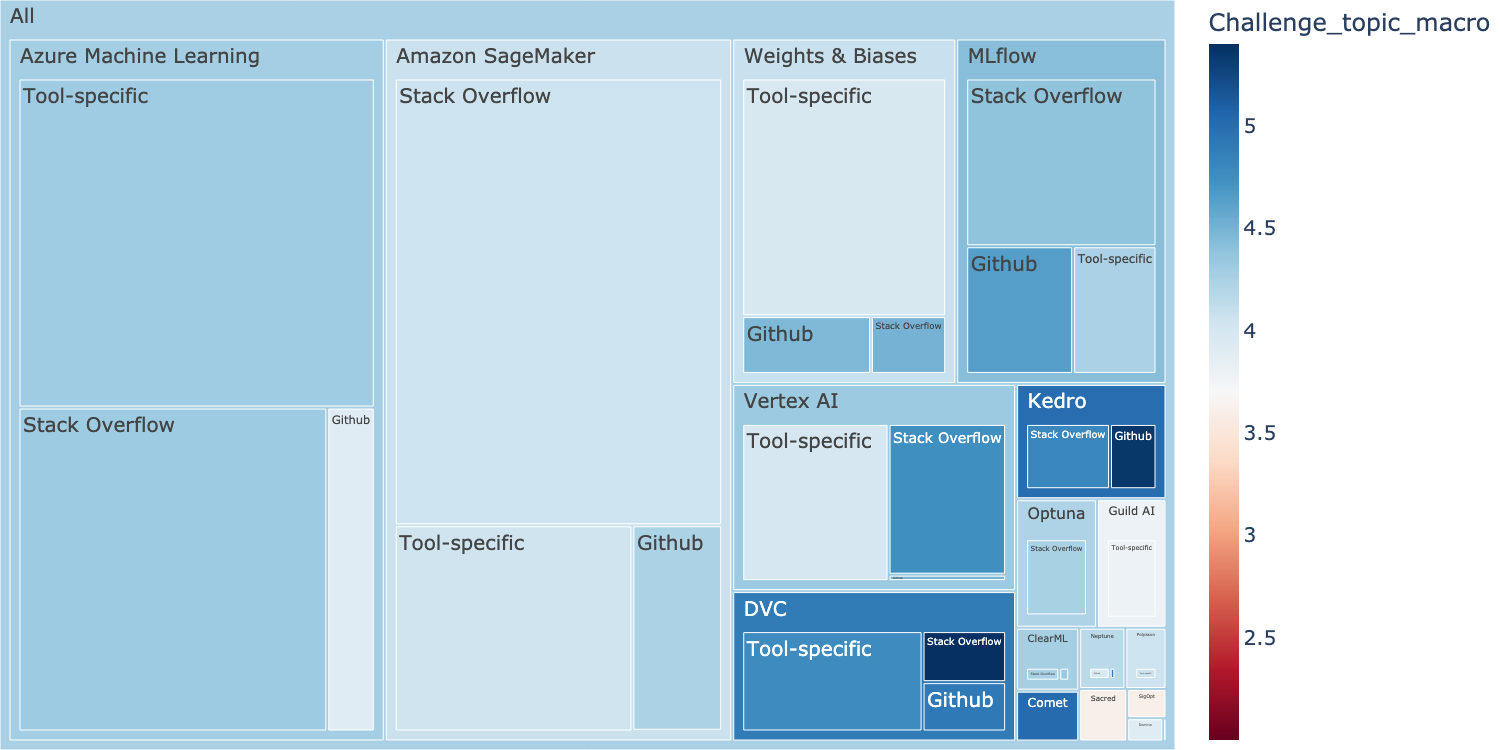 All
Azure Machine Learning
Tool-specific
Stack Overflow
Github
Amazon SageMaker
Stack Overflow
Tool-specific
Github
Weights & Biases
Tool-specific
Github
Stack Overflow
MLflow
Stack Overflow
Github
Tool-specific
Vertex AI
Tool-specific
Stack Overflow
DVC
Tool-specific
Stack Overflow
Github
Kedro
Stack Overflow
Github
Optuna
Stack Overflow
Guild AI
Tool-specific
ClearML
Stack Overflow
Neptune
Polyaxon
Comet
Sacred
SigOpt
Challenge_topic_macro
5
4.5
4
3.5
3
2.5